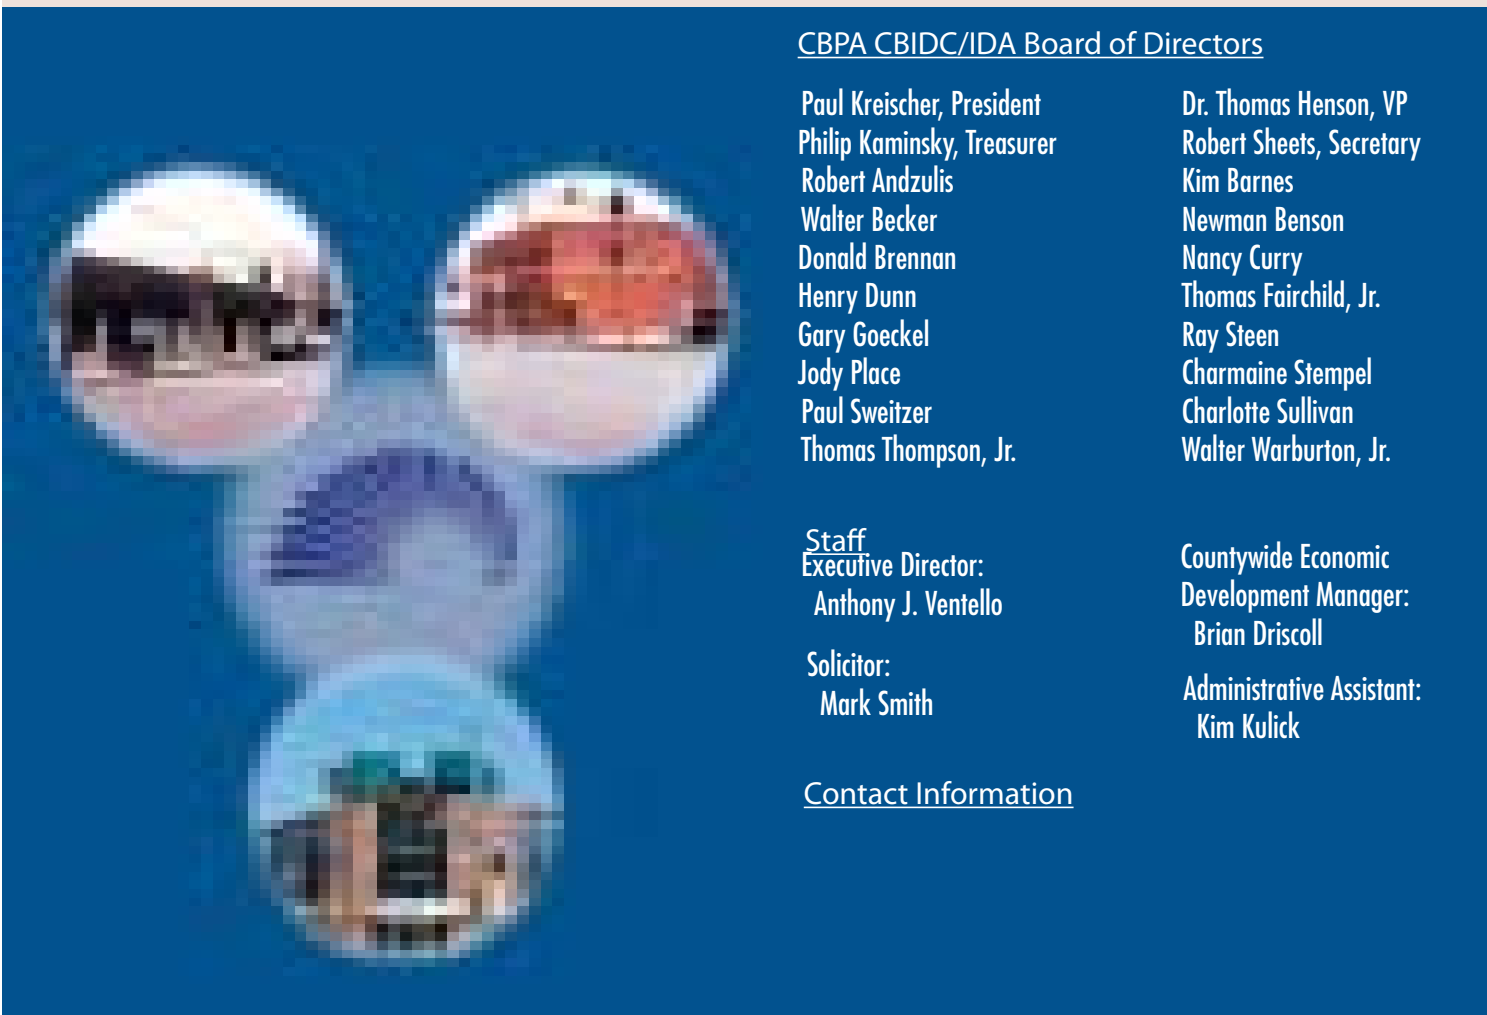 CBPA CBIDC/IDA Board of Directors
Paul Kreischer, President
Philip Kaminsky, Treasurer
Robert Andzulis
Walter Becker
Donald Brennan
Henry Dunn
Gary Goeckel
Jody Place
Paul Sweitzer
Thomas Thompson, Jr.
Dr. Thomas Henson, VP
Robert Sheets, Secretary
Kim Barnes
Newman Benson
Nancy Curry
Thomas Fairchild, Jr.
Ray Steen
Charmaine Stempel
Charlotte Sullivan
Walter Warburton, Jr.
Staff
Executive Director:
Anthony J. Ventello
Solicitor:
Mark Smith
Countywide Economic
Development Manager:
Brian Driscoll
Administrative Assistant:
Kim Kulick
Contact Information